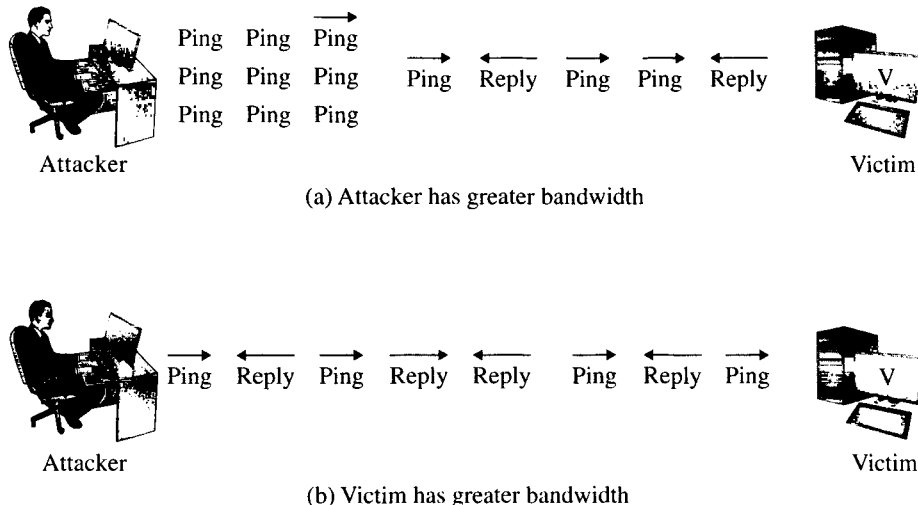 Ping Ping Ping
Ping Ping Ping
Ping Ping Ping
Ping Reply Ping Ping Reply
V
Attacker
Victim
(a) Attacker has greater bandwidth
Ping Reply Ping Reply Reply Ping Reply Ping
V
Attacker
Victim
(b) Victim has greater bandwidth